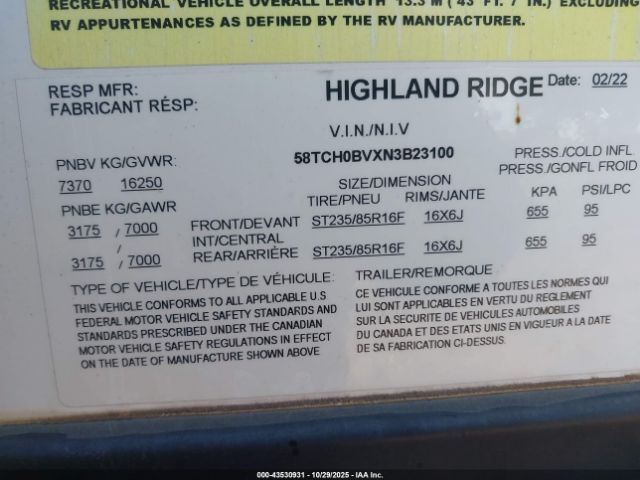 RECREATIONAL VEHICLE OVERALL LENGTH 13.3 M ( 43 FT. 7 IN.) EXCLUDING
RV APPURTENANCES AS DEFINED BY THE RV MANUFACTURER.
RESP MFR:
FABRICANT RÉSP:
HIGHLAND RIDGE
Date: 02/22
V.I.N./N.I.V
58TCH0BVXN3B23100
PNBV KG/GVWR:
7370 16250
SIZE/DIMENSION
TIRE/PNEU RIMS/JANTE
PRESS./COLD INFL.
PRESS./GONFL FROID
KPA PSI/LPC
PNBE KG/GAWR
3175 / 7000 FRONT/DEVANT ST235/85R16F 16X6J 655 95
/ INT/CENTRAL
3175 / 7000 REAR/ARRIÈRE ST235/85R16F 16X6J 655 95
TYPE OF VEHICLE/TYPE DE VÉHICULE:
TRAILER/REMORQUE
THIS VEHICLE CONFORMS TO ALL APPLICABLE U.S
FEDERAL MOTOR VEHICLE SAFETY STANDARDS AND
STANDARDS PRESCRIBED UNDER THE CANADIAN
MOTOR VEHICLE SAFETY REGULATIONS IN EFFECT
ON THE DATE OF MANUFACTURE SHOWN ABOVE
CE VEHICULE CONFORME A TOUTES LES NORMES QUI
LUI SONT APPLICABLES EN VERTU DU REGLEMENT
SUR LA SECURITE DE VEHICULES AUTOMOBILES
DU CANADA ET DES ETATS UNIS EN VIGUEUR A LA DATE
DE SA FABRICATION CI-DESSUS.
000-43530931 - 10/29/2025 - IAA Inc.